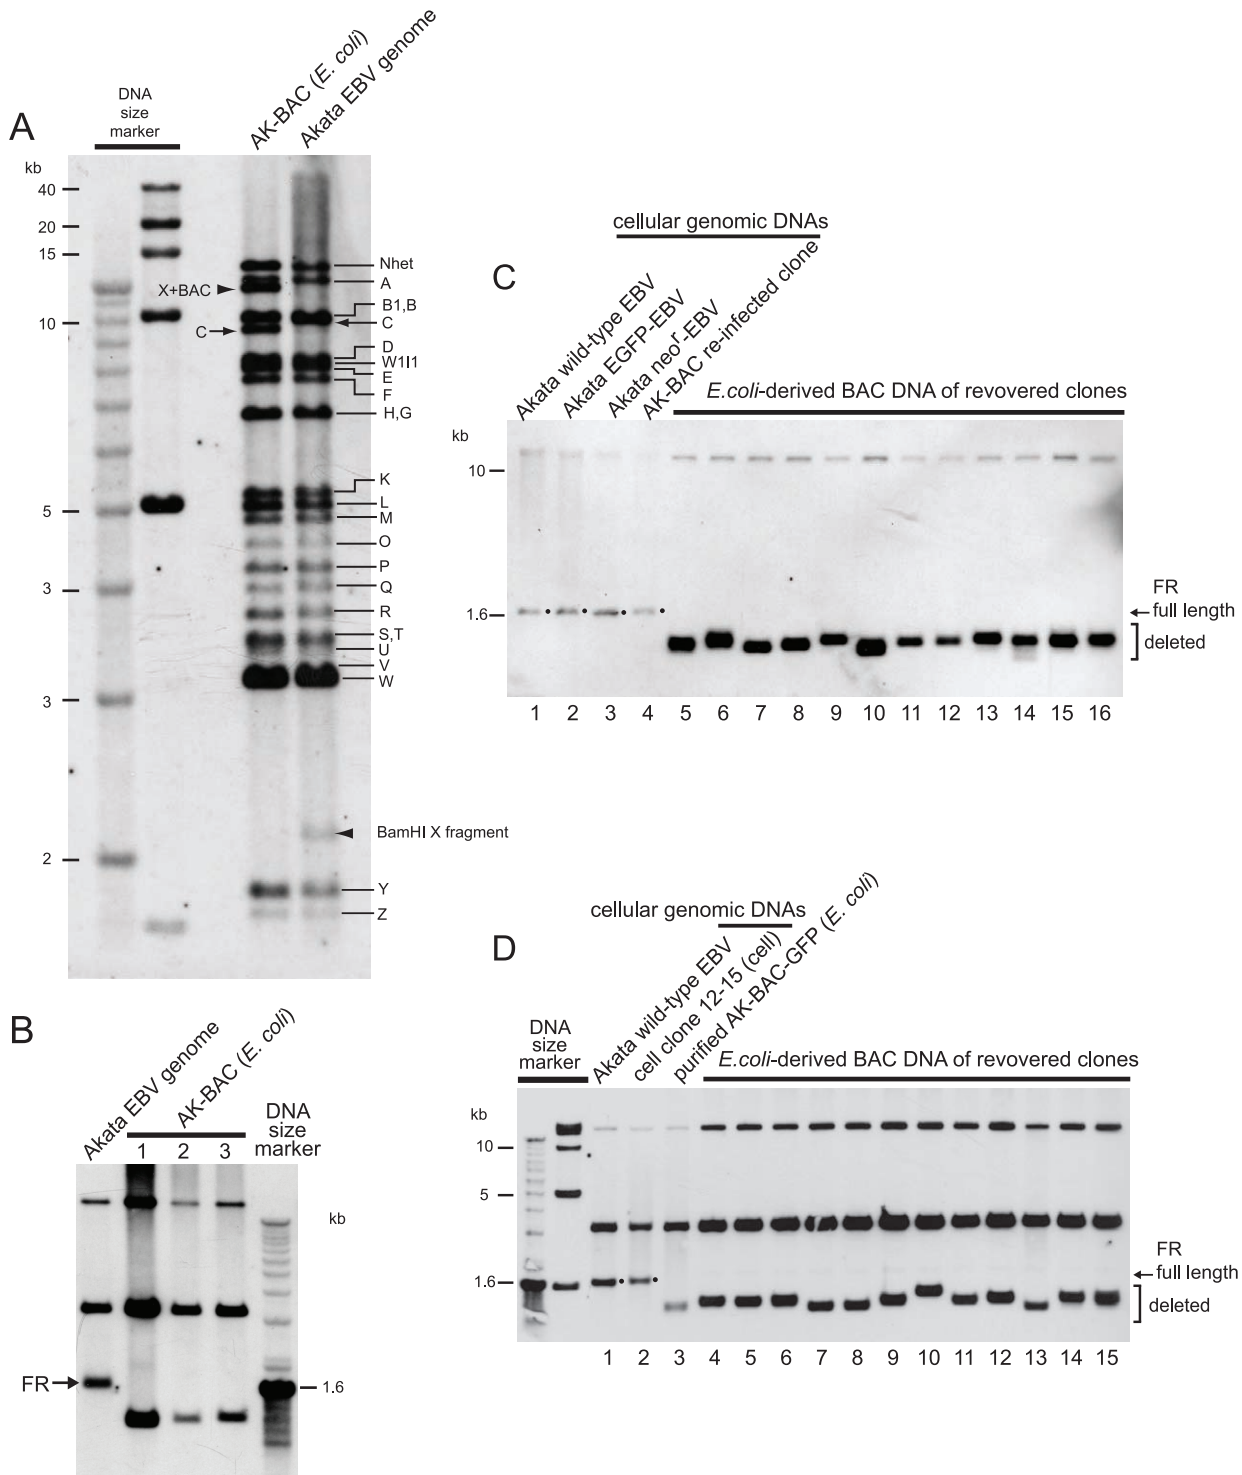 A
DNA
size
marker
AK-BAC (E. coli)
Akata EBV genome
kb
40
20
15
10
5
3
3
2
X+BAC
C
Nhet
A
B1,B
C
D
W1I1
E
F
H,G
K
L
M
O
P
Q
R
S,T
U
V
W
BamHI X fragment
Y
Z
B
Akata EBV genome
AK-BAC (E. coli)
1 2 3
DNA
size
marker
kb
FR
1.6
C
cellular genomic DNAs
Akata wild-type EBV
Akata EGFP-EBV
Akata neoʳ-EBV
AK-BAC re-infected clone
E.coli-derived BAC DNA of revovered clones
kb
10
1.6
FR
full length
deleted
1 2 3 4 5 6 7 8 9 10 11 12 13 14 15 16
D
cellular genomic DNAs
DNA
size
marker
Akata wild-type EBV
cell clone 12-15 (cell)
purified AK-BAC-GFP (E. coli)
E.coli-derived BAC DNA of revovered clones
kb
10
5
1.6
FR
full length
deleted
1 2 3 4 5 6 7 8 9 10 11 12 13 14 15